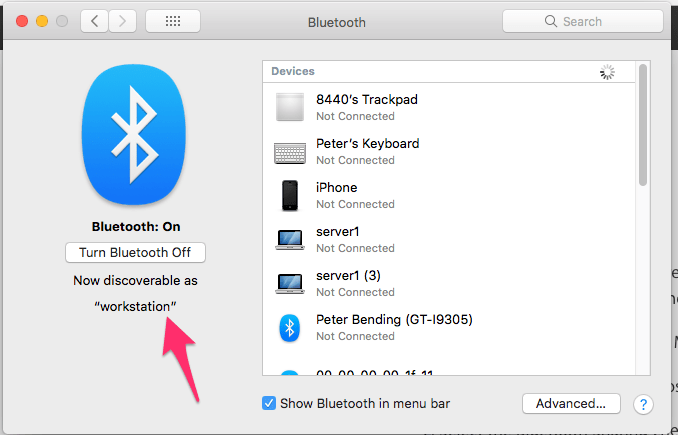 Bluetooth
Search
Bluetooth: On
Turn Bluetooth Off
Now discoverable as
“workstation”
Devices
8440’s Trackpad
Not Connected
Peter’s Keyboard
Not Connected
iPhone
Not Connected
server1
Not Connected
server1 (3)
Not Connected
Peter Bending (GT-I9305)
Not Connected
Show Bluetooth in menu bar
Advanced...
?